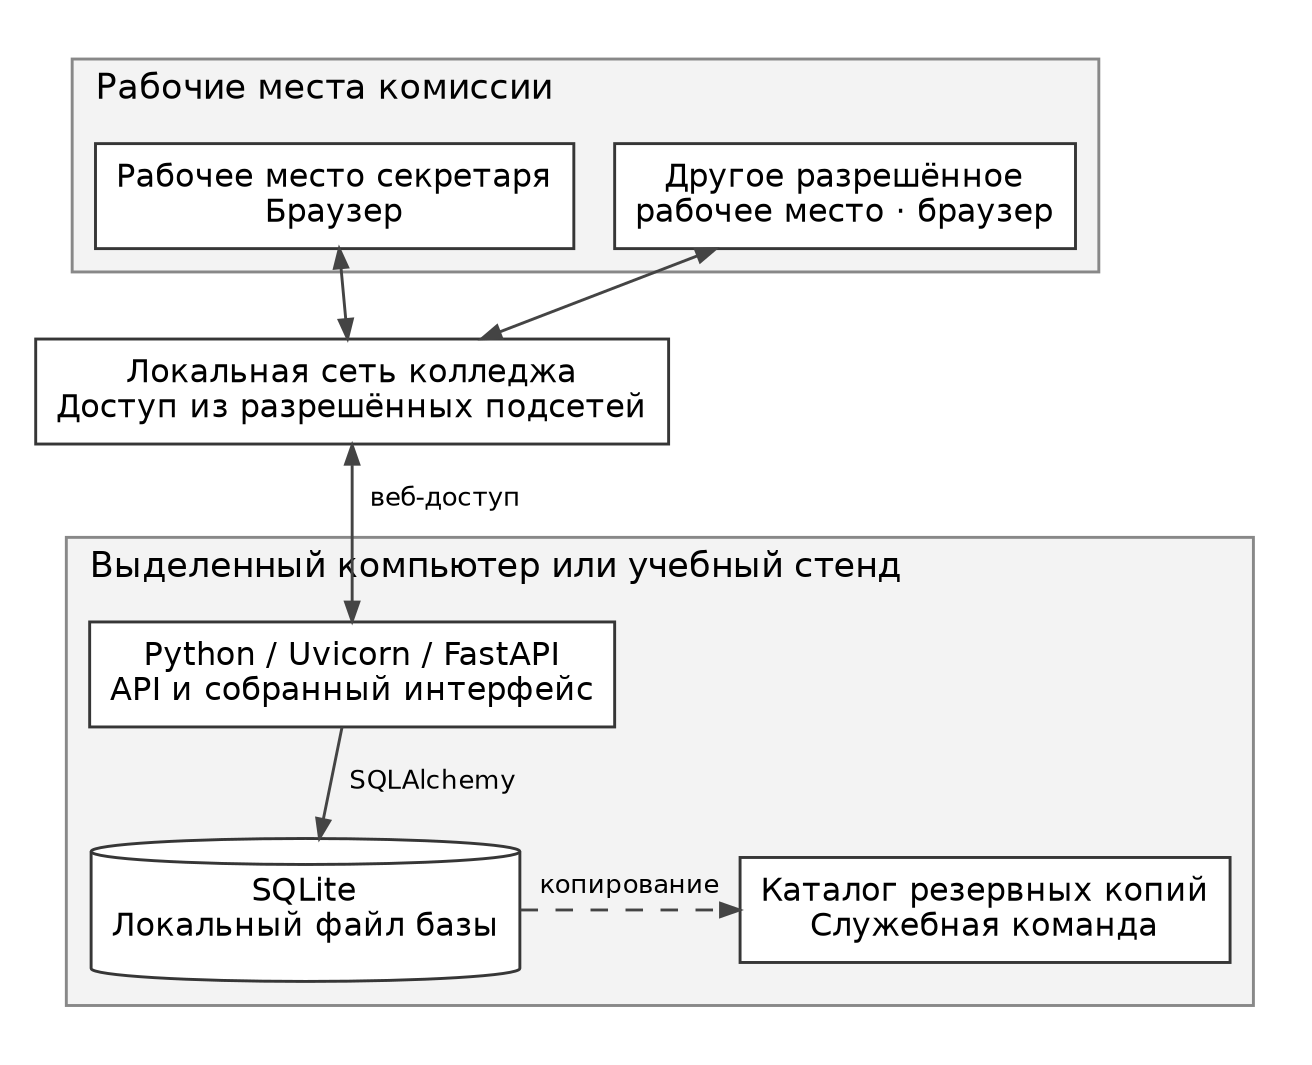 Рабочие места комиссии
Рабочее место секретаря
Браузер
Другое разрешённое
рабочее место · браузер
Локальная сеть колледжа
Доступ из разрешённых подсетей
веб-доступ
Выделенный компьютер или учебный стенд
Python / Uvicorn / FastAPI
API и собранный интерфейс
SQLAlchemy
SQLite
Локальный файл базы
копирование
Каталог резервных копий
Служебная команда